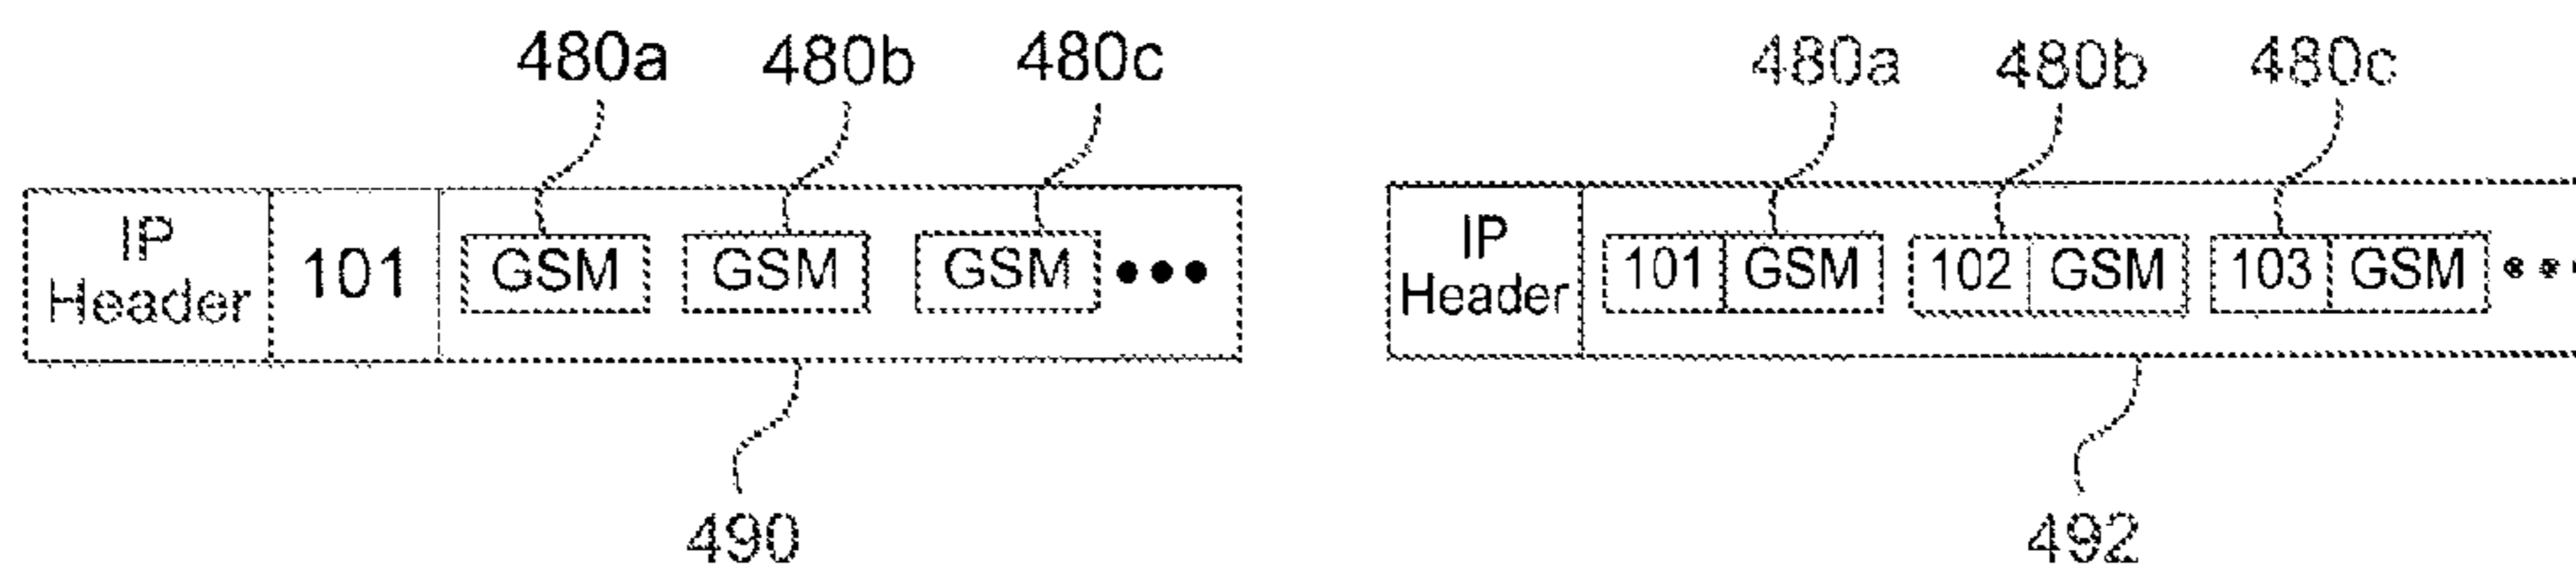 480a 480b 480c
IP Header 101 GSM GSM GSM •••
490
480a 480b 480c
IP Header 101 GSM 102 GSM 103 GSM •••
492